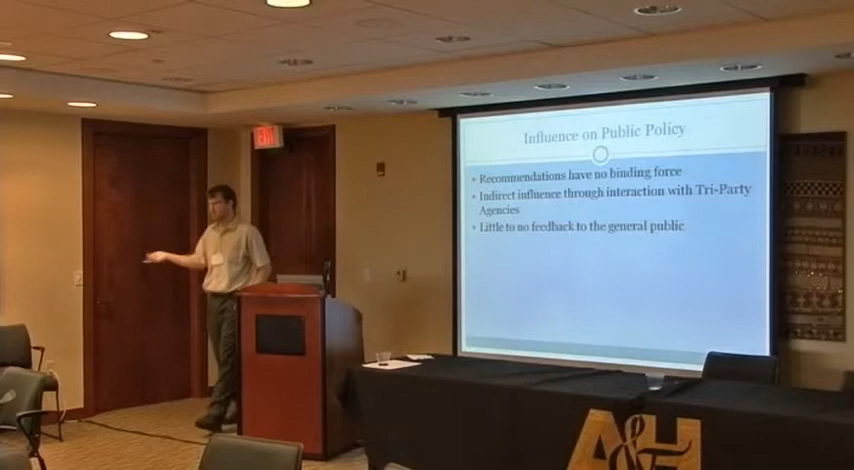 EXIT
Influence on Public Policy
• Recommendations have no binding force
• Indirect influence through interaction with Tri-Party
Agencies
• Little to no feedback to the general public
A&H